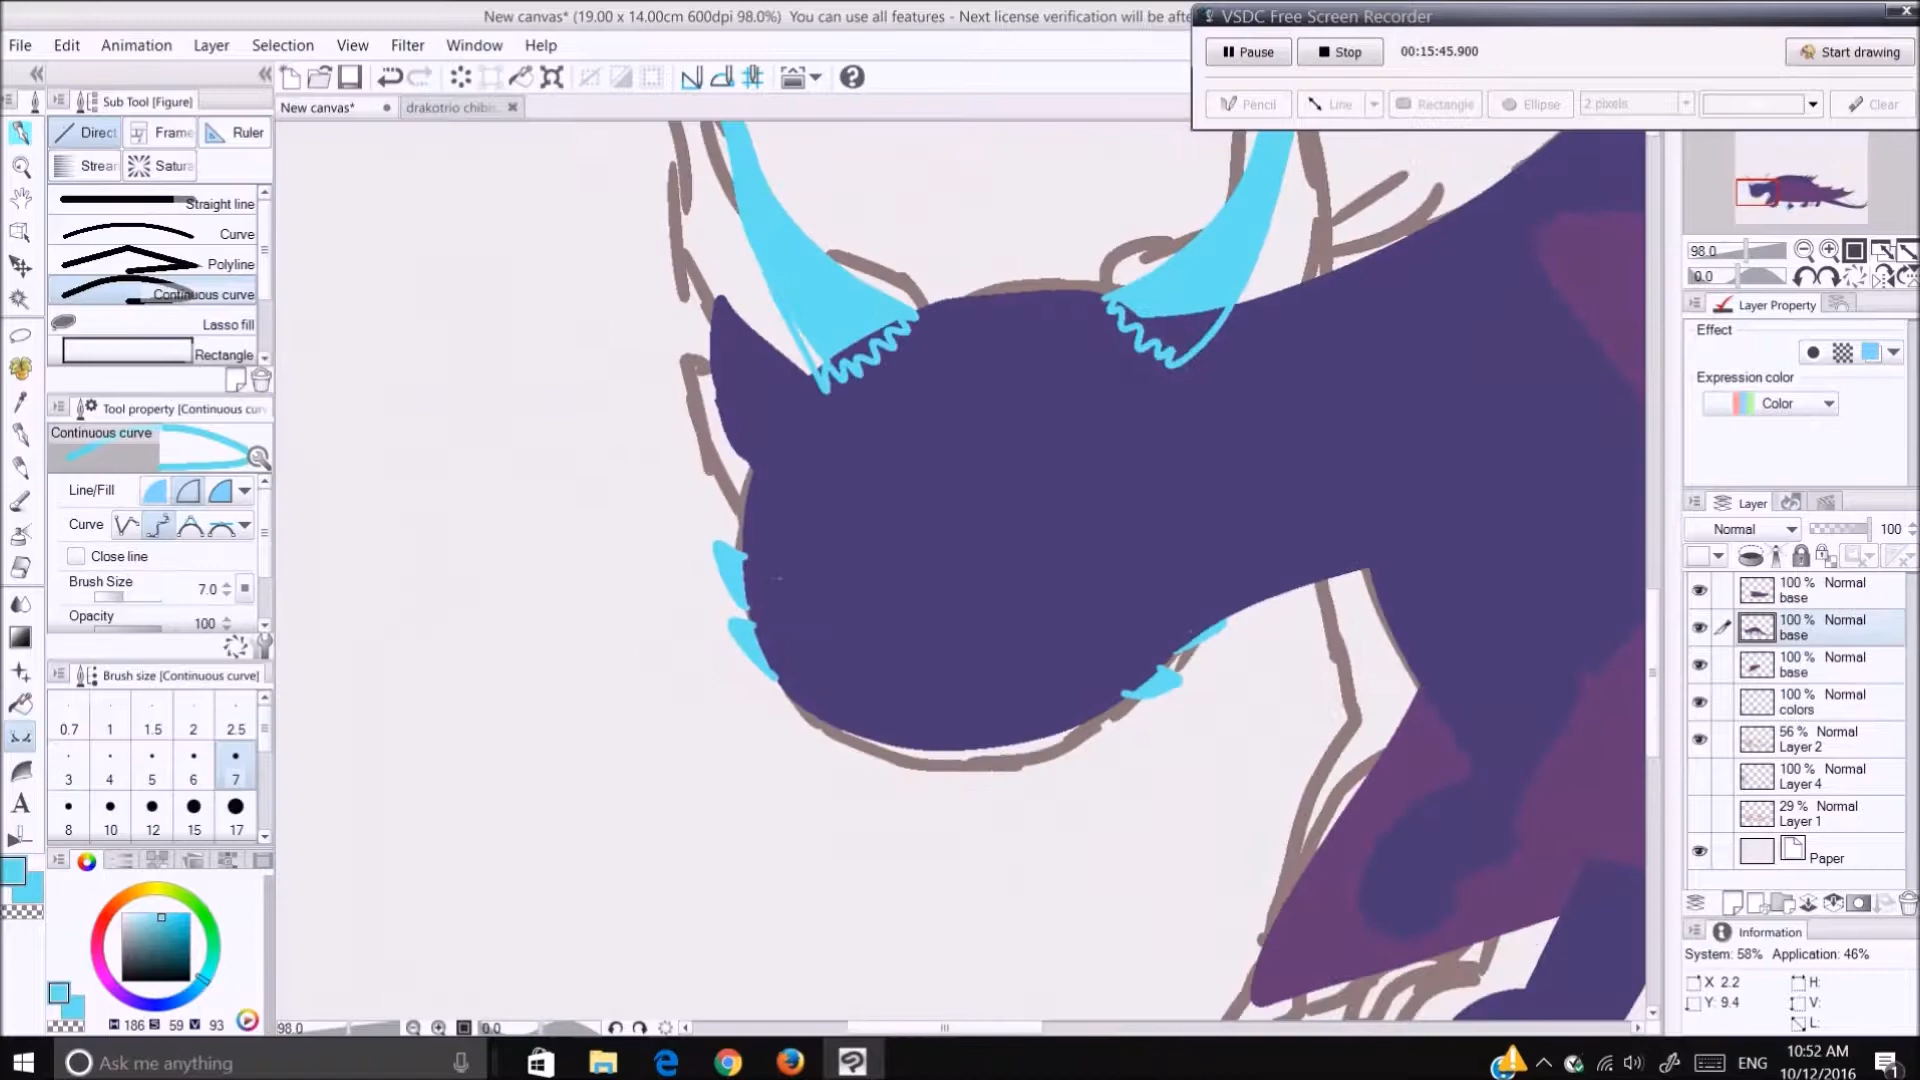 New canvas* (19.00 x 14.00cm 600dpi 98.0%) You can use all features - Next license verification will be afte
VSDC Free Screen Recorder
File Edit Animation Layer Selection View Filter Window Help
Pause Stop 00:15:45.900 Start drawing
Pencil Line Rectangle Ellipse 2 pixels Clear
Sub Tool [Figure]
New canvas* drakotrio chibis
Direct Frame Ruler
Strear Satura
Straight line
Curve
Polyline
Continuous curve
Lasso fill
Rectangle
Tool property [Continuous curv
Continuous curve
Line/Fill
Curve
Close line
Brush Size 7.0
Opacity 100
Brush size [Continuous curve]
0.7 1 1.5 2 2.5
3 4 5 6 7
8 10 12 15 17
H 186 S 59 V 93
98.0
0.0
98.0
0.0
Layer Property
Effect
Expression color
Color
Layer
Normal 100
100 % Normal
base
100 % Normal
base
100 % Normal
base
100 % Normal
colors
56 % Normal
Layer 2
100 % Normal
Layer 4
29 % Normal
Layer 1
Paper
Information
System: 58% Application: 46%
X 2.2 H:
Y: 9.4 V:
L:
Ask me anything
ENG
10:52 AM
10/12/2016
1
A